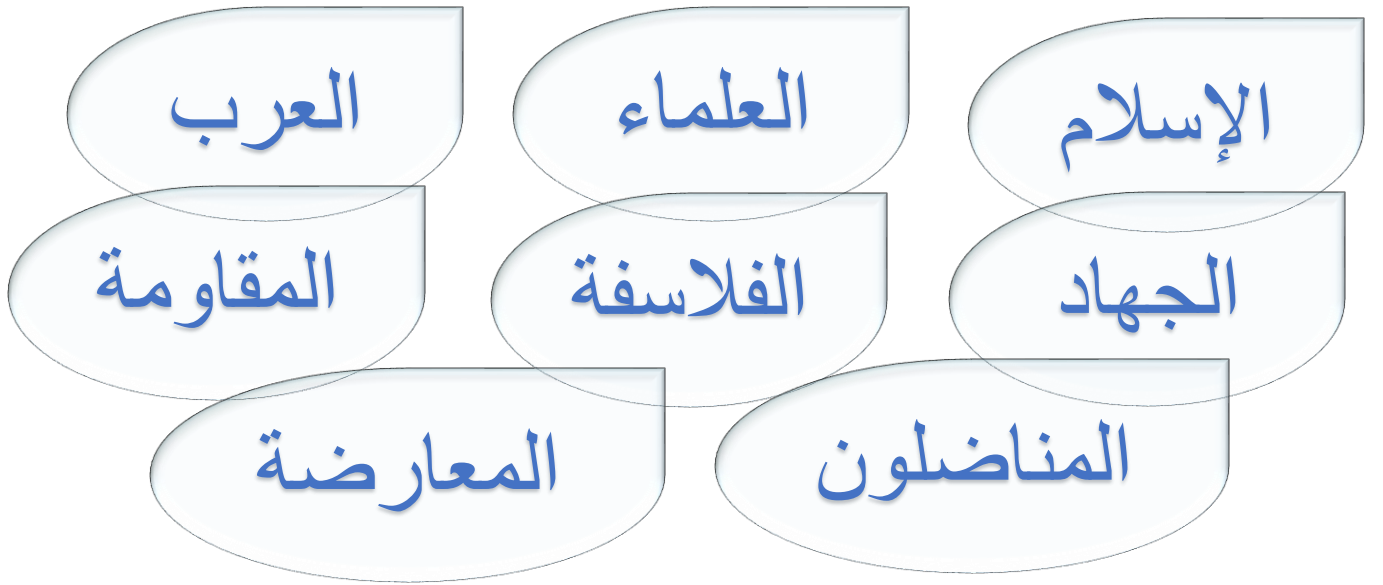 الإسلام
العلماء
العرب
الجهاد
الفلاسفة
المقاومة
المناضلون
المعارضة